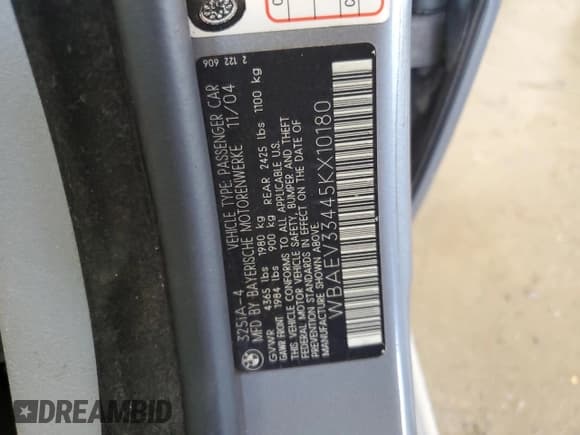 2 122 606
325iA-4 VEHICLE TYPE: PASSENGER CAR
MFD BY BAYERISCHE MOTORENWERKE 11/04
GVWR 4365 lbs 1980 kg
GAWR FRONT 1984 lbs 900 kg REAR 2425 lbs 1100 kg
THIS VEHICLE CONFORMS TO ALL APPLICABLE U.S.
FEDERAL MOTOR VEHICLE SAFETY, BUMPER AND THEFT
PREVENTION STANDARDS IN EFFECT ON THE DATE OF
MANUFACTURE SHOWN ABOVE.
WBAEV33445KX10180
DREAMBID